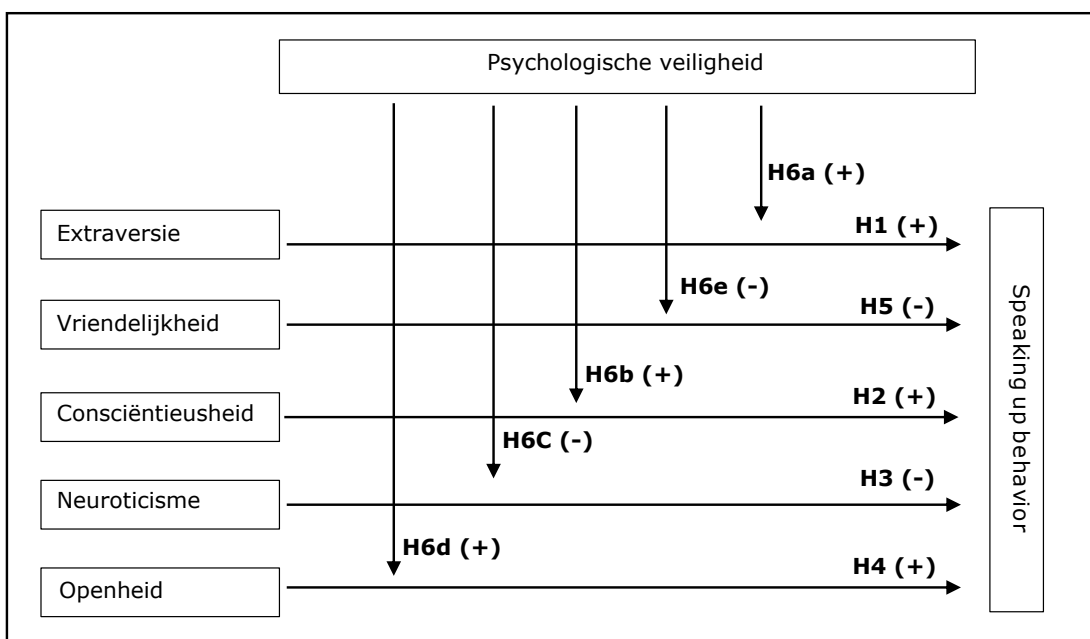 Psychologische veiligheid
H6a (+)
Extraversie
H1 (+)
H6e (-)
Vriendelijkheid
H5 (-)
H6b (+)
Consciëntieusheid
H2 (+)
H6C (-)
Neuroticisme
H3 (-)
H6d (+)
Openheid
H4 (+)
Speaking up behavior